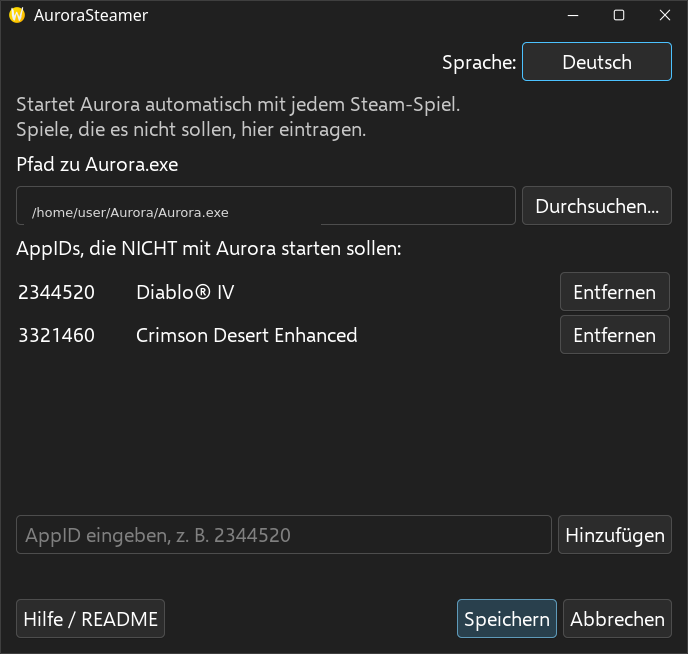 AuroraSteamer
Sprache: Deutsch
Startet Aurora automatisch mit jedem Steam-Spiel.
Spiele, die es nicht sollen, hier eintragen.
Pfad zu Aurora.exe
/home/user/Aurora/Aurora.exe Durchsuchen...
AppIDs, die NICHT mit Aurora starten sollen:
2344520 Diablo® IV Entfernen
3321460 Crimson Desert Enhanced Entfernen
AppID eingeben, z. B. 2344520 Hinzufügen
Hilfe / README Speichern Abbrechen